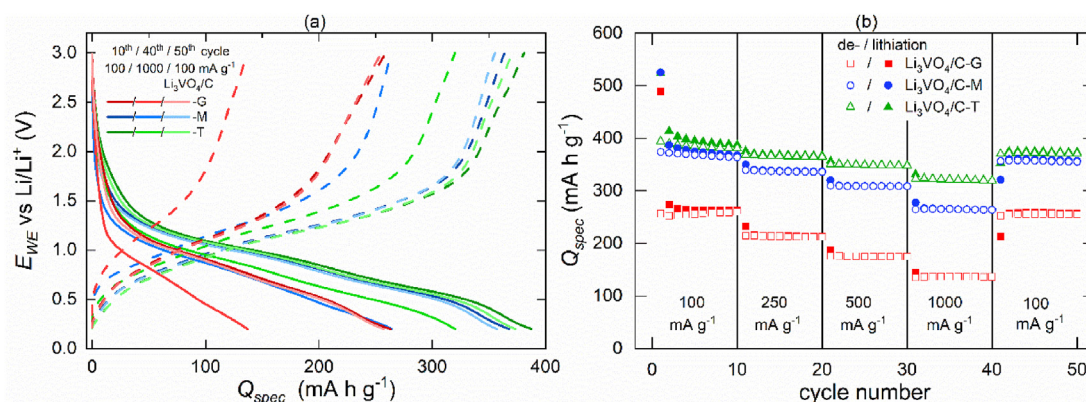 (a)
10th / 40th / 50th cycle
100 / 1000 / 100 mA g-1
Li3VO4/C
-G
-M
-T
3.0
2.5
2.0
1.5
1.0
0.5
0.0
EWE vs Li/Li+ (V)
0
100
200
300
400
Qspec (mA h g-1)
(b)
de- / lithiation
/ Li3VO4/C-G
/ Li3VO4/C-M
/ Li3VO4/C-T
600
500
400
300
200
100
0
Qspec (mA h g-1)
100
mA g-1
250
mA g-1
500
mA g-1
1000
mA g-1
100
mA g-1
0
10
20
30
40
50
cycle number